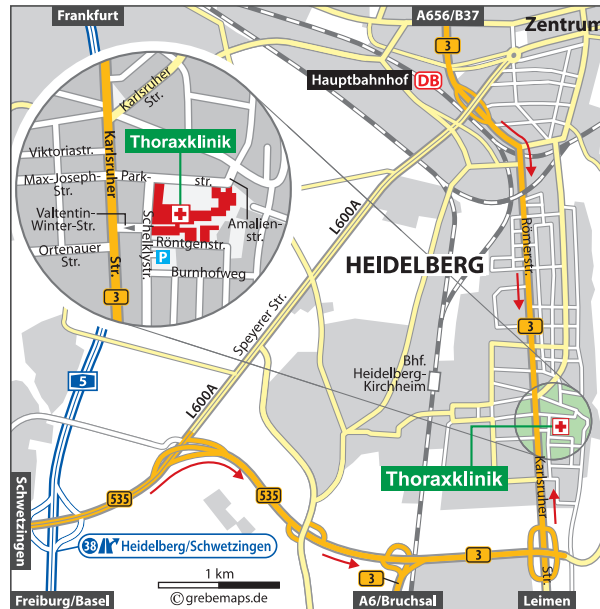 Frankfurt
A656/B37
Zentrum
3
Hauptbahnhof DB
Karlsruher
Str.
Karlsruher
Str.
3
Thoraxklinik
Viktoriastr.
Max-Joseph-
Str.
Park-
str.
Valtentin-
Winter-Str.
Amalien-
str.
Schelklystr.
Röntgenstr.
Ortenauer
Str.
P
Burnhofweg
L600A
Römerstr.
HEIDELBERG
3
Speyerer Str.
Bhf.
Heidelberg-
Kirchheim
5
L600A
Thoraxklinik
Karlsruher
Str.
Schwetzingen
535
535
38 Heidelberg/Schwetzingen
3
3
1 km
© grebemaps.de
Freiburg/Basel
A6/Bruchsal
Leimen